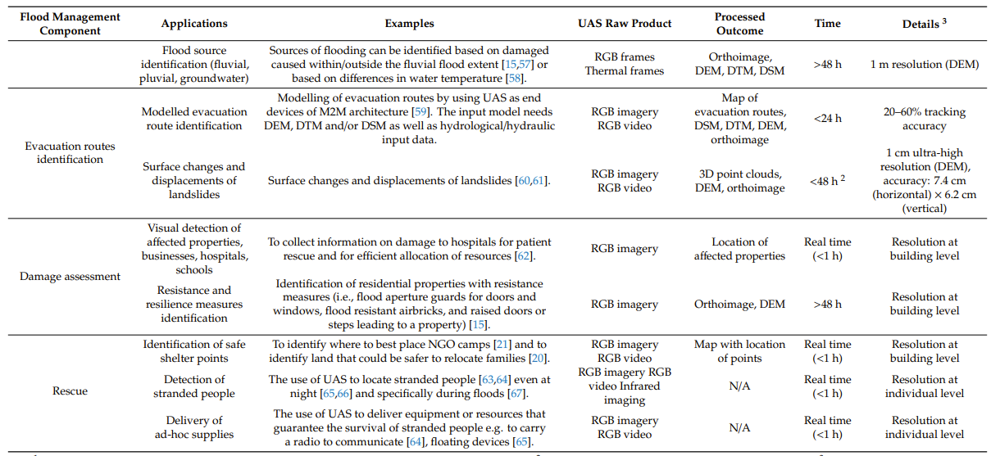 Flood Management Component | Applications | Examples | UAS Raw Product | Processed Outcome | Time | Details 3
Flood source
identification (fluvial,
pluvial, groundwater)
Sources of flooding can be identified based on damaged
caused within/outside the fluvial flood extent [15,57] or
based on differences in water temperature [58].
RGB frames
Thermal frames
Orthoimage,
DEM, DTM, DSM
>48 h
1 m resolution (DEM)
Evacuation routes
identification
Modelled evacuation
route identification
Modelling of evacuation routes by using UAS as end
devices of M2M architecture [59]. The input model needs
DEM, DTM and/or DSM as well as hydrological/hydraulic
input data.
RGB imagery
RGB video
Map of
evacuation routes,
DSM, DTM, DEM,
orthoimage
<24 h
20–60% tracking
accuracy
Surface changes and
displacements of
landslides
Surface changes and displacements of landslides [60,61].
RGB imagery
RGB video
3D point clouds,
DEM, orthoimage
<48 h 2
1 cm ultra-high
resolution (DEM),
accuracy: 7.4 cm
(horizontal) × 6.2 cm
(vertical)
Damage assessment
Visual detection of
affected properties,
businesses, hospitals,
schools
To collect information on damage to hospitals for patient
rescue and for efficient allocation of resources [62].
RGB imagery
Location of
affected properties
Real time
(<1 h)
Resolution at
building level
Resistance and
resilience measures
identification
Identification of residential properties with resistance
measures (i.e., flood aperture guards for doors and
windows, flood resistant airbricks, and raised doors or
steps leading to a property) [15].
RGB imagery
Orthoimage, DEM
>48 h
Resolution at
building level
Rescue
Identification of safe
shelter points
To identify where to best place NGO camps [21] and to
identify land that could be safer to relocate families [20].
RGB imagery
RGB video
Map with location
of points
Real time
(<1 h)
Resolution at
building level
Detection of
stranded people
The use of UAS to locate stranded people [63,64] even at
night [65,66] and specifically during floods [67].
RGB imagery RGB
video Infrared
imaging
N/A
Real time
(<1 h)
Resolution at
individual level
Delivery of
ad-hoc supplies
The use of UAS to deliver equipment or resources that
guarantee the survival of stranded people e.g. to carry
a radio to communicate [64], floating devices [65].
RGB imagery
RGB video
N/A
Real time
(<1 h)
Resolution at
individual level